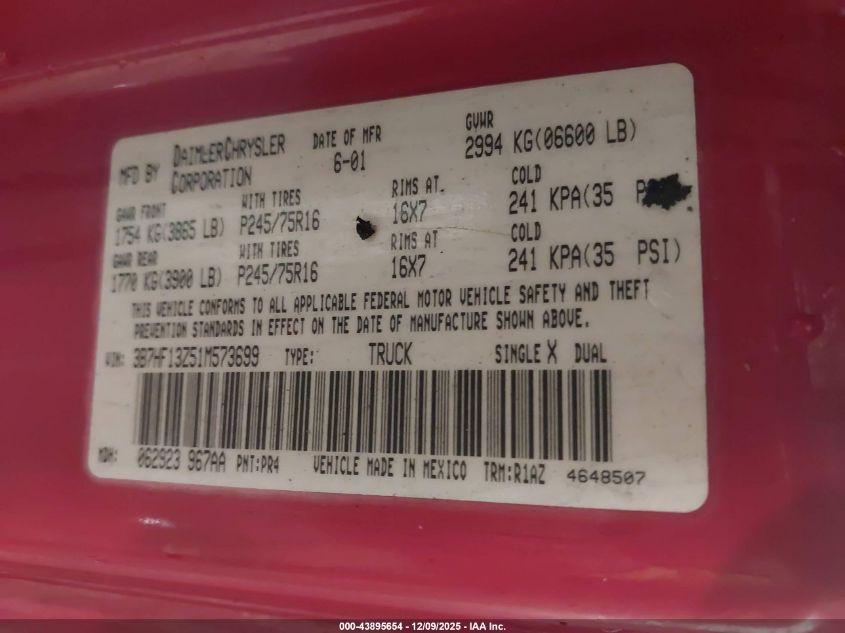 MFD BY DAIMLERCHRYSLER CORPORATION DATE OF MFR 6-01 GVWR 2994 KG(06600 LB)
GAWR FRONT WITH TIRES RIMS AT COLD
1754 KG(3865 LB) P245/75R16 16X7 241 KPA(35
GAWR REAR WITH TIRES RIMS AT COLD
1770 KG(3900 LB) P245/75R16 16X7 241 KPA(35 PSI)
THIS VEHICLE CONFORMS TO ALL APPLICABLE FEDERAL MOTOR VEHICLE SAFETY AND THEFT
PREVENTION STANDARDS IN EFFECT ON THE DATE OF MANUFACTURE SHOWN ABOVE.
VIN: 3B7HF13Z51M573699 TYPE: TRUCK SINGLE X DUAL
MDH: 062923 967AA PNT:PR4 VEHICLE MADE IN MEXICO TRM:R1AZ 4648507
000-43895654 - 12/09/2025 - IAA Inc.